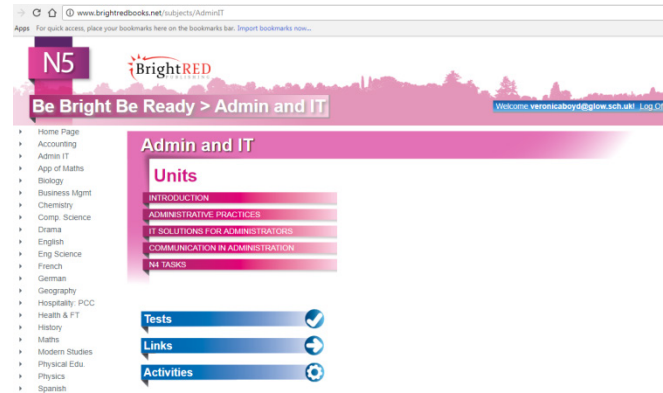 www.brightredbooks.net/subjects/AdminIT
Apps For quick access, place your bookmarks here on the bookmarks bar. Import bookmarks now...
N5
BrightRED
PUBLISHING
Be Bright Be Ready > Admin and IT
Welcome veronicaboyd@glow.sch.uk! Log Of
Home Page
Accounting
Admin IT
App of Maths
Biology
Business Mgmt
Chemistry
Comp. Science
Drama
English
Eng Science
French
German
Geography
Hospitality: PCC
Health & FT
History
Maths
Modern Studies
Physical Edu.
Physics
Spanish
Admin and IT
Units
INTRODUCTION
ADMINISTRATIVE PRACTICES
IT SOLUTIONS FOR ADMINISTRATORS
COMMUNICATION IN ADMINISTRATION
N4 TASKS
Tests
Links
Activities